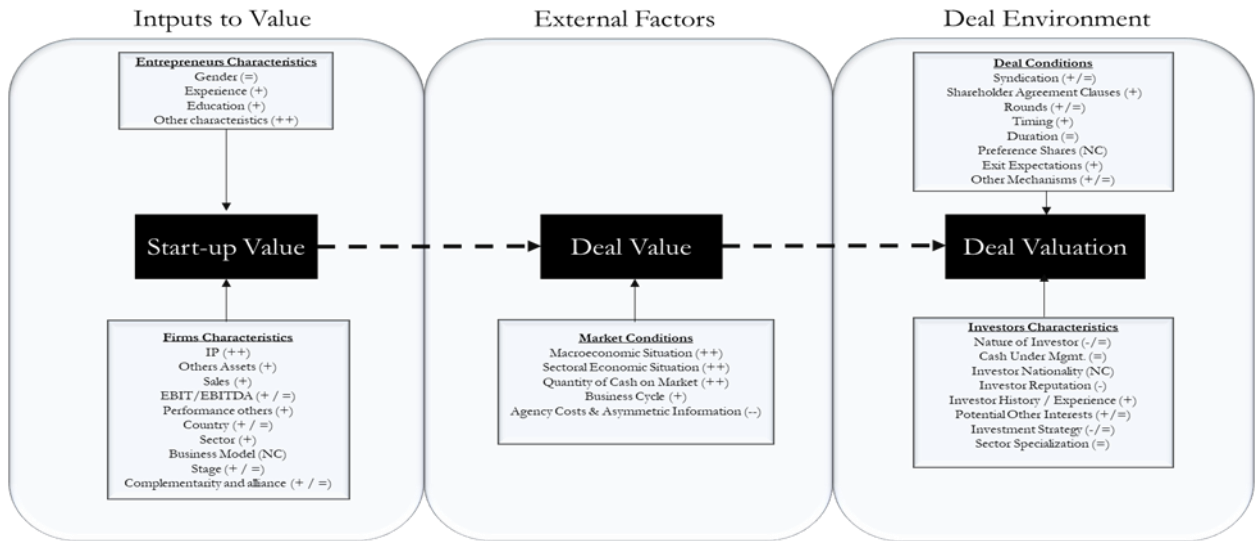 Intputs to Value
Entrepreneurs Characteristics
Gender (=)
Experience (+)
Education (+)
Other characteristics (++)
Start-up Value
Firms Characteristics
IP (++)
Others Assets (+)
Sales (+)
EBIT/EBITDA (+ / =)
Performance others (+)
Country (+ / =)
Sector (+)
Business Model (NC)
Stage (+ / =)
Complementarity and alliance (+ / =)
External Factors
Deal Value
Market Conditions
Macroeconomic Situation (++)
Sectoral Economic Situation (++)
Quantity of Cash on Market (++)
Business Cycle (+)
Agency Costs & Asymmetric Information (--)
Deal Environment
Deal Conditions
Syndication (+/=)
Shareholder Agreement Clauses (+)
Rounds (+/=)
Timing (+)
Duration (=)
Preference Shares (NC)
Exit Expectations (+)
Other Mechanisms (+/=)
Deal Valuation
Investors Characteristics
Nature of Investor (-/=)
Cash Under Mgmt. (=)
Investor Nationality (NC)
Investor Reputation (-)
Investor History / Experience (+)
Potential Other Interests (+/=)
Investment Strategy (-/=)
Sector Specialization (=)